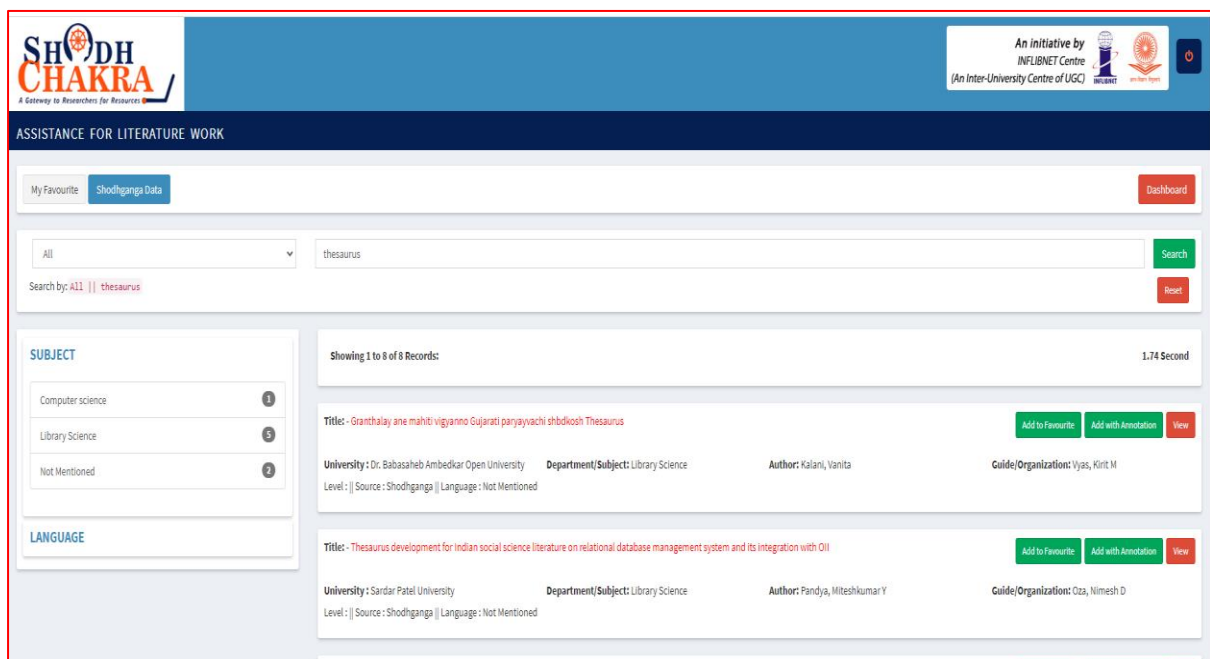 SHODH
CHAKRA
A Gateway to Researchers for Resources
An initiative by
INFLIBNET Centre
(An Inter-University Centre of UGC)
INFLIBNET
ASSISTANCE FOR LITERATURE WORK
My Favourite Shodhganga Data Dashboard
All thesaurus Search
Search by: All || thesaurus Reset
SUBJECT
Computer science 1
Library Science 5
Not Mentioned 2
LANGUAGE
Showing 1 to 8 of 8 Records: 1.74 Second
Title: - Granthalay ane mahiti vigyanno Gujarati paryayvachi shbdkosh Thesaurus Add to Favourite Add with Annotation View
University : Dr. Babasaheb Ambedkar Open University Department/Subject: Library Science Author: Kalani, Vanita Guide/Organization: Vyas, Kirit M
Level : || Source : Shodhganga || Language : Not Mentioned
Title: - Thesaurus development for Indian social science literature on relational database management system and its integration with OII Add to Favourite Add with Annotation View
University : Sardar Patel University Department/Subject: Library Science Author: Pandya, Miteshkumar Y Guide/Organization: Oza, Nimesh D
Level : || Source : Shodhganga || Language : Not Mentioned